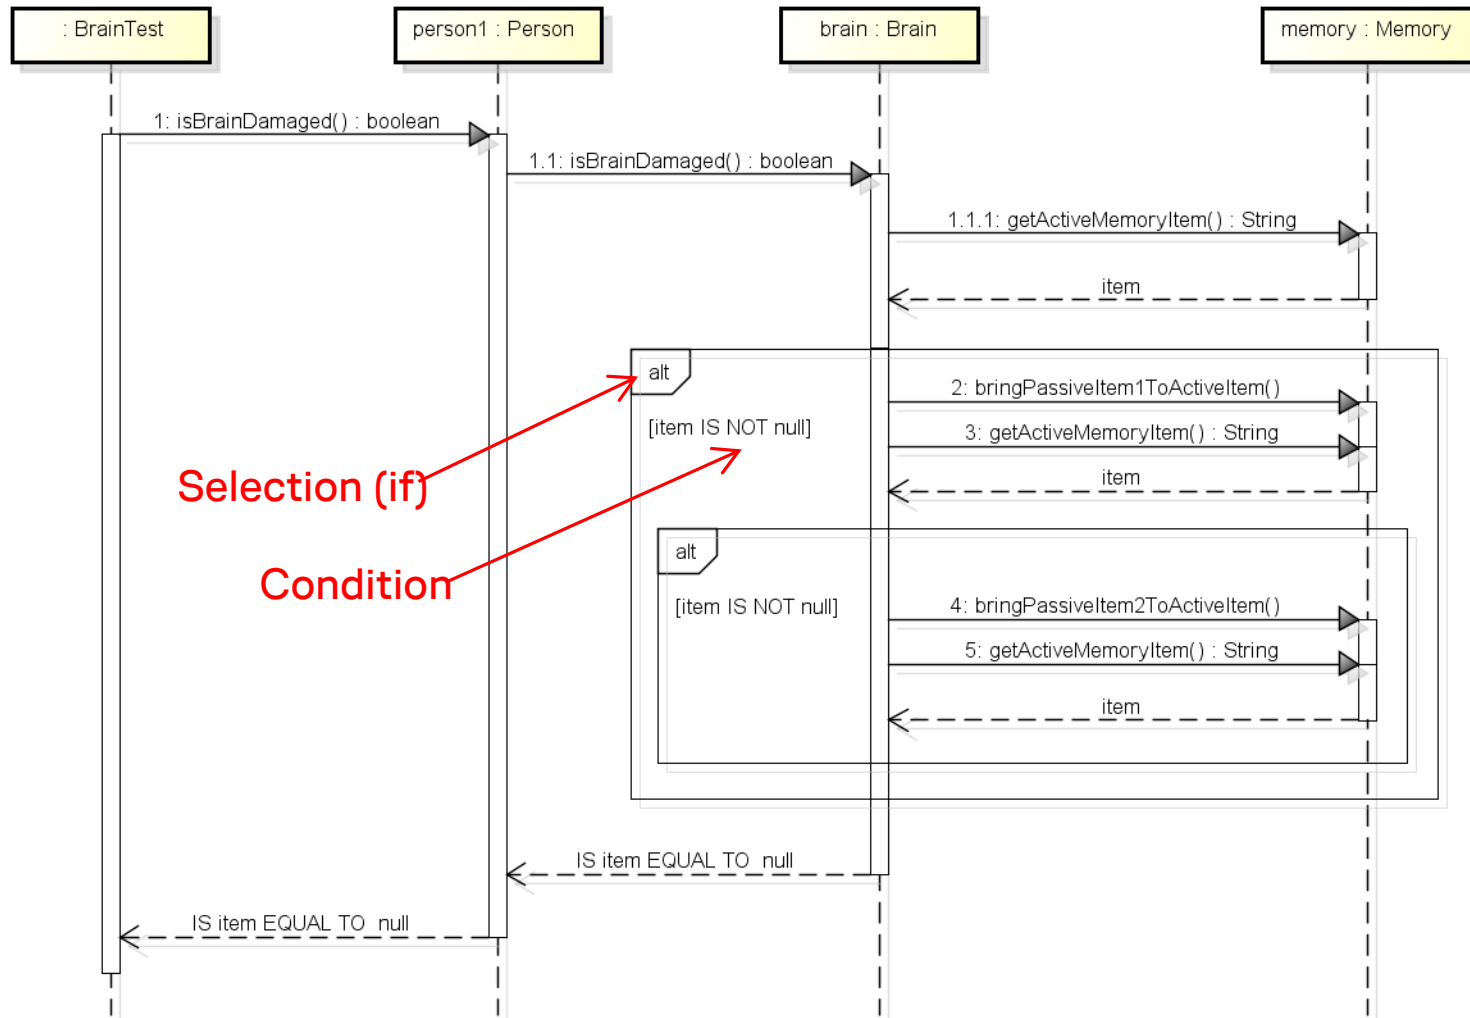 : BrainTest
person1 : Person
brain : Brain
memory : Memory
1: isBrainDamaged() : boolean
1.1: isBrainDamaged() : boolean
1.1.1: getActiveMemoryItem() : String
item
alt
[item IS NOT null]
2: bringPassiveItem1ToActiveItem()
3: getActiveMemoryItem() : String
item
Selection (if)
Condition
alt
[item IS NOT null]
4: bringPassiveItem2ToActiveItem()
5: getActiveMemoryItem() : String
item
IS item EQUAL TO  null
IS item EQUAL TO  null